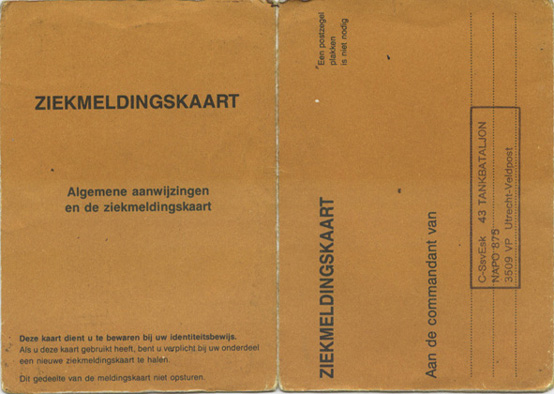 ZIEKMELDINGSKAART
Algemene aanwijzingen
en de ziekmeldingskaart
Deze kaart dient u te bewaren bij uw identiteitsbewijs.
Als u deze kaart gebruikt heeft, bent u verplicht bij uw onderdeel
een nieuwe ziekmeldingskaart te halen.
Dit gedeelte van de meldingskaart niet opsturen.
"Een postzegel
plakken
is niet nodig
ZIEKMELDINGSKAART
Aan de commandant van
C-SsvEsk 43 TANKBATALJON
NAPO 875
3509 VP Utrecht-Veldpost